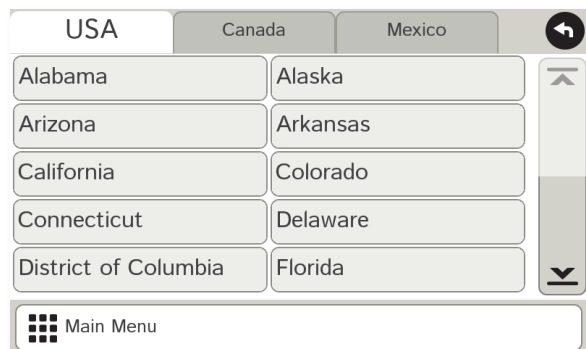 USA Canada Mexico
Alabama Alaska
Arizona Arkansas
California Colorado
Connecticut Delaware
District of Columbia Florida
Main Menu